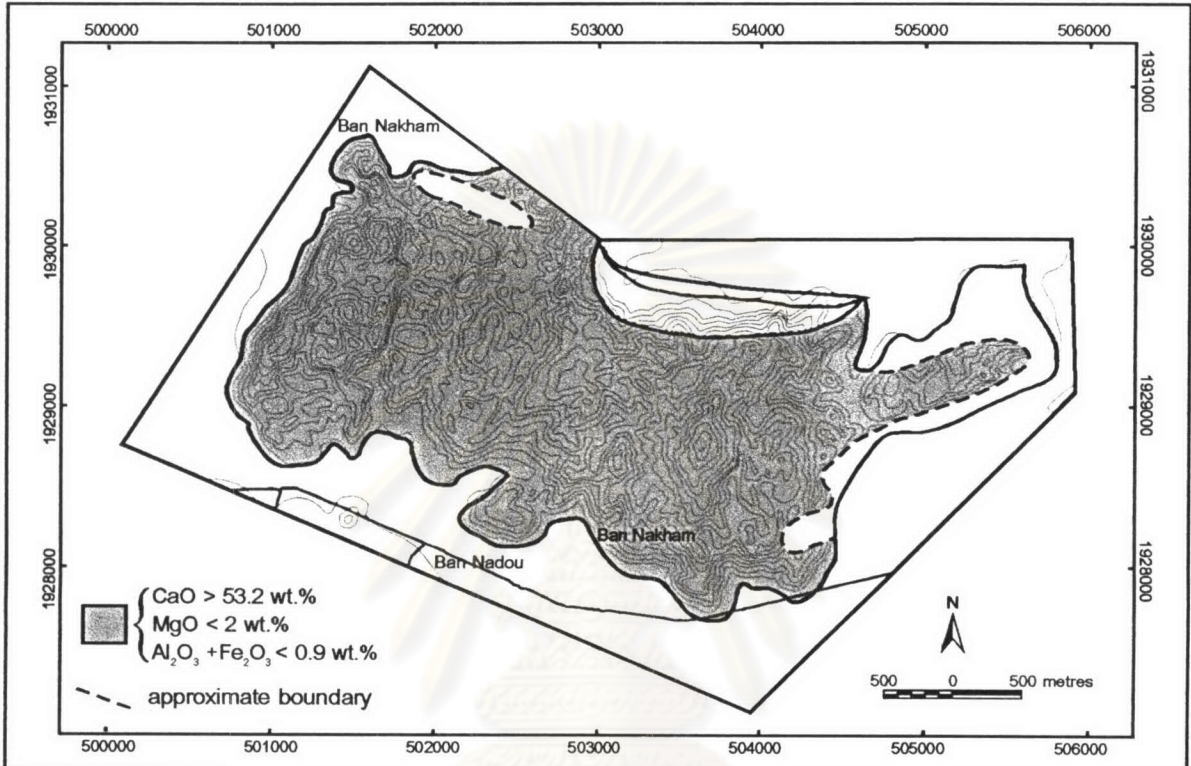 500000 501000 502000 503000 504000 505000 506000
1931000
1931000
Ban Nakham
1930000
1930000
1929000
1929000
Ban Nakham
Ban Nadou
1928000
1928000
CaO > 53.2 wt.%
MgO < 2 wt.%
Al₂O₃ +Fe₂O₃ < 0.9 wt.%
approximate boundary
N
500 0 500 metres
500000 501000 502000 503000 504000 505000 506000